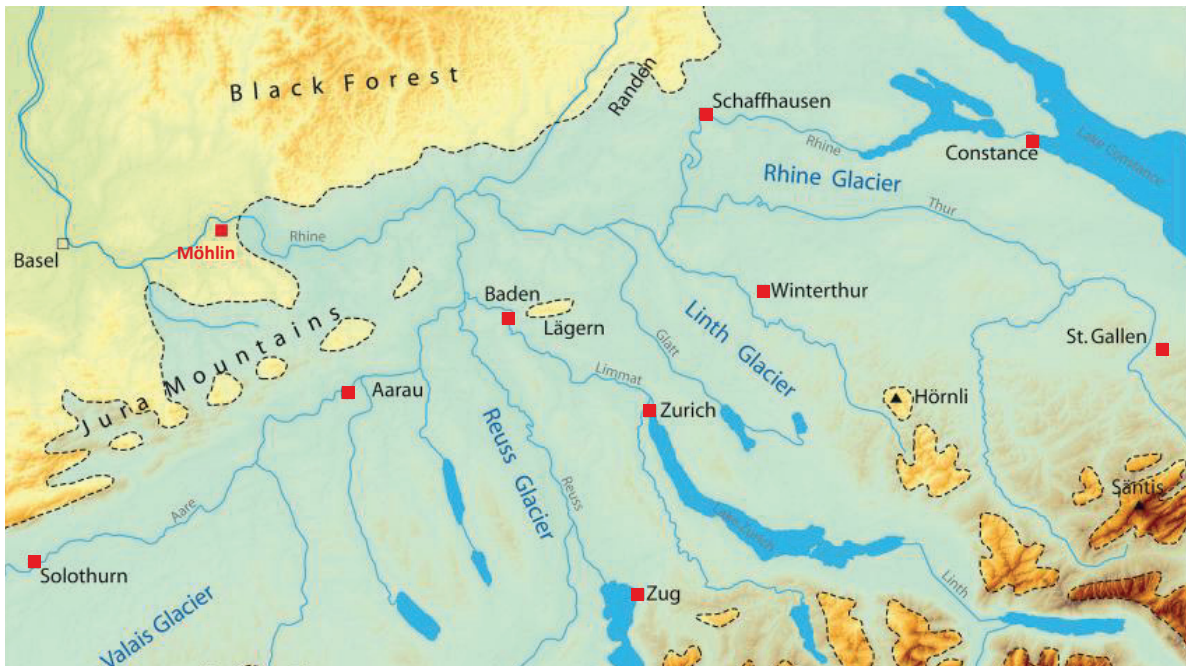 Black Forest
Randen
Schaffhausen
Rhine
Constance
Lake Constance
Rhine Glacier
Thur
Möhlin
Rhine
Basel
Baden
Lägern
Winterthur
Linth Glacier
Glatt
St. Gallen
Jura Mountains
Limmat
Aarau
Zurich
Hörnli
Reuss Glacier
Reuss
Säntis
Aare
Lake Zurich
Solothurn
Zug
Linth
Valais Glacier